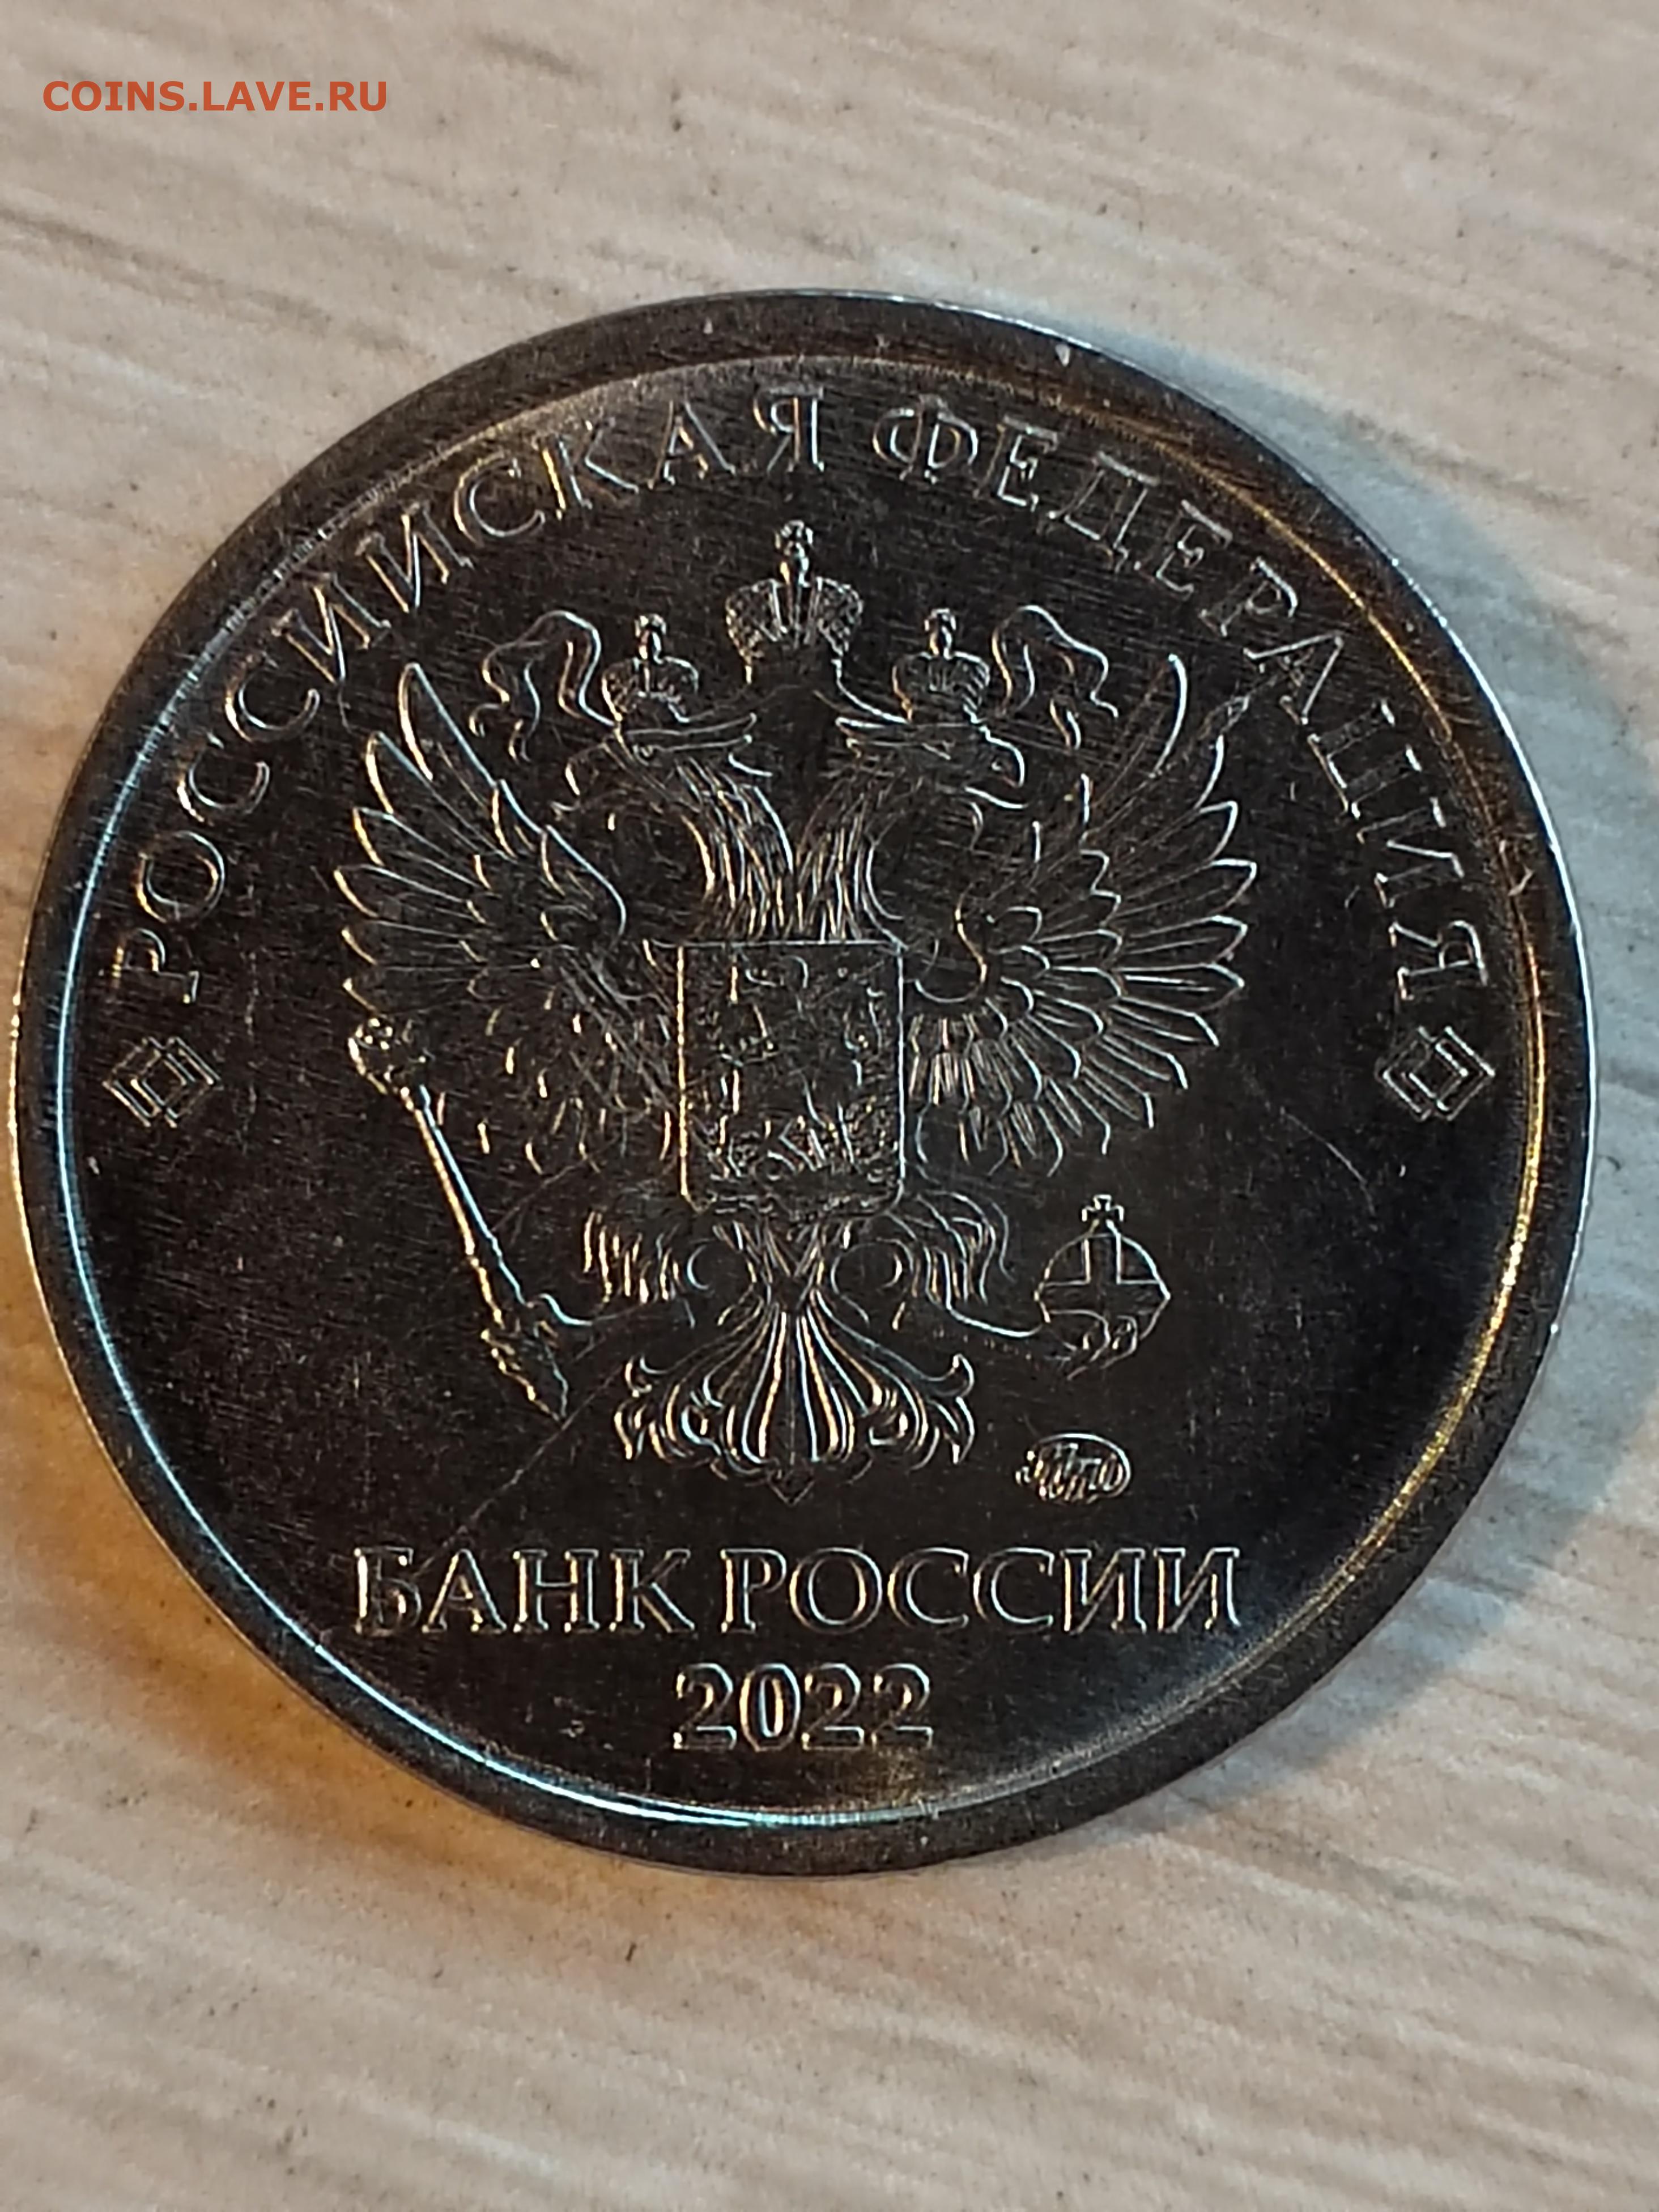 COINS.LAVE.RU
РОССИЙСКАЯ ФЕДЕРАЦИЯ
БАНК РОССИИ
2022